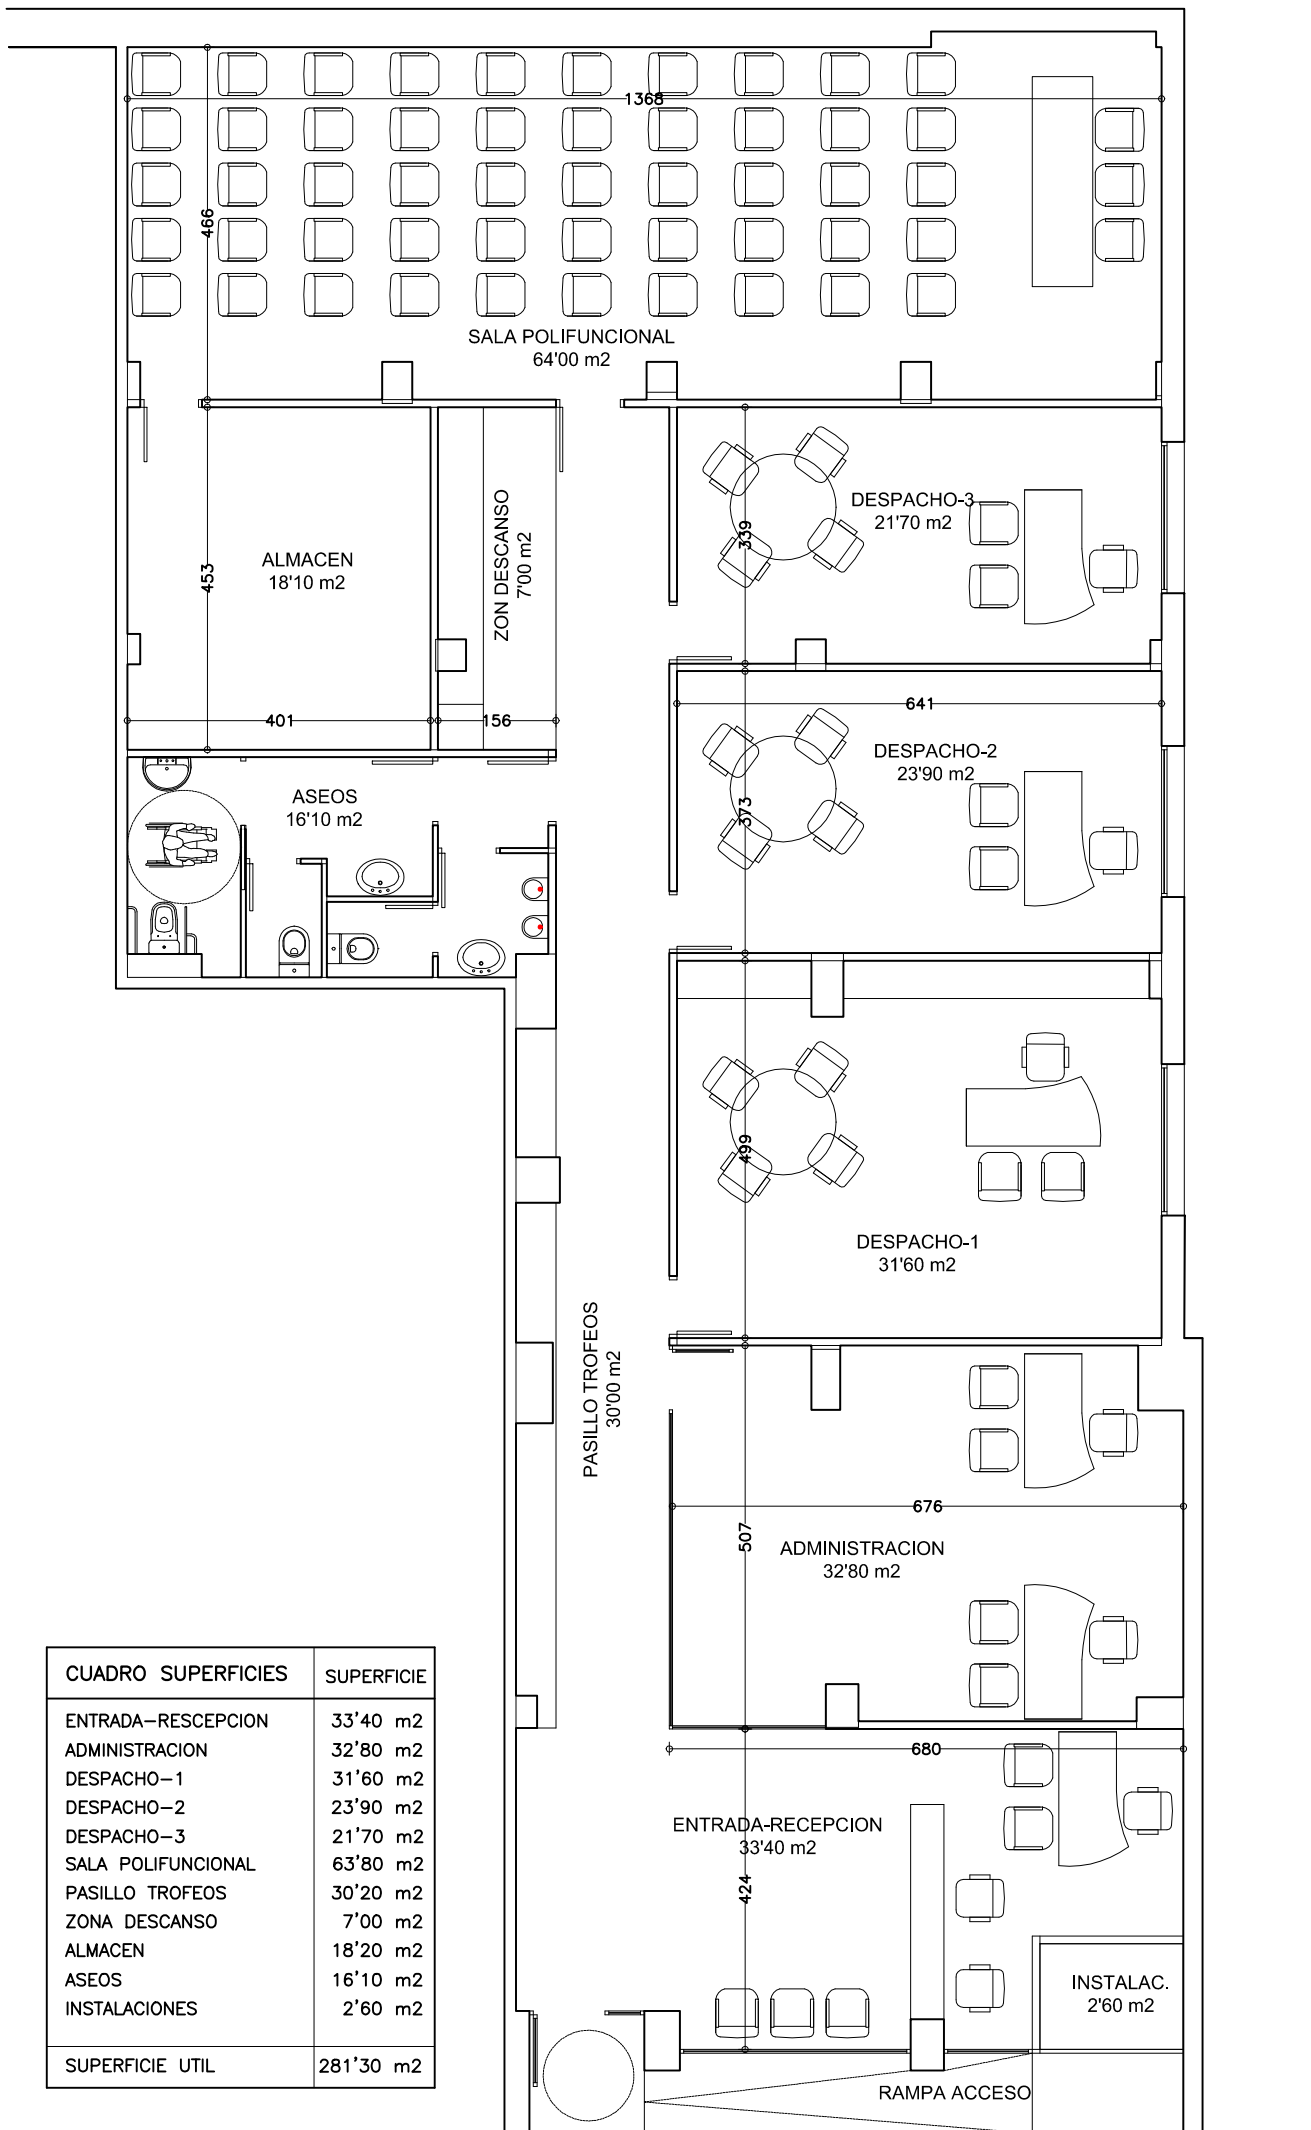 1368
466
SALA POLIFUNCIONAL
64'00 m2
DESPACHO-3
21'70 m2
339
ZON DESCANSO
7'00 m2
ALMACEN
18'10 m2
453
401
156
641
DESPACHO-2
23'90 m2
373
ASEOS
16'10 m2
499
DESPACHO-1
31'60 m2
PASILLO TROFEOS
30'00 m2
676
507
ADMINISTRACION
32'80 m2
680
ENTRADA-RECEPCION
33'40 m2
424
INSTALAC.
2'60 m2
RAMPA ACCESO
CUADRO SUPERFICIES SUPERFICIE
ENTRADA-RESCEPCION 33'40 m2
ADMINISTRACION 32'80 m2
DESPACHO-1 31'60 m2
DESPACHO-2 23'90 m2
DESPACHO-3 21'70 m2
SALA POLIFUNCIONAL 63'80 m2
PASILLO TROFEOS 30'20 m2
ZONA DESCANSO 7'00 m2
ALMACEN 18'20 m2
ASEOS 16'10 m2
INSTALACIONES 2'60 m2
SUPERFICIE UTIL 281'30 m2